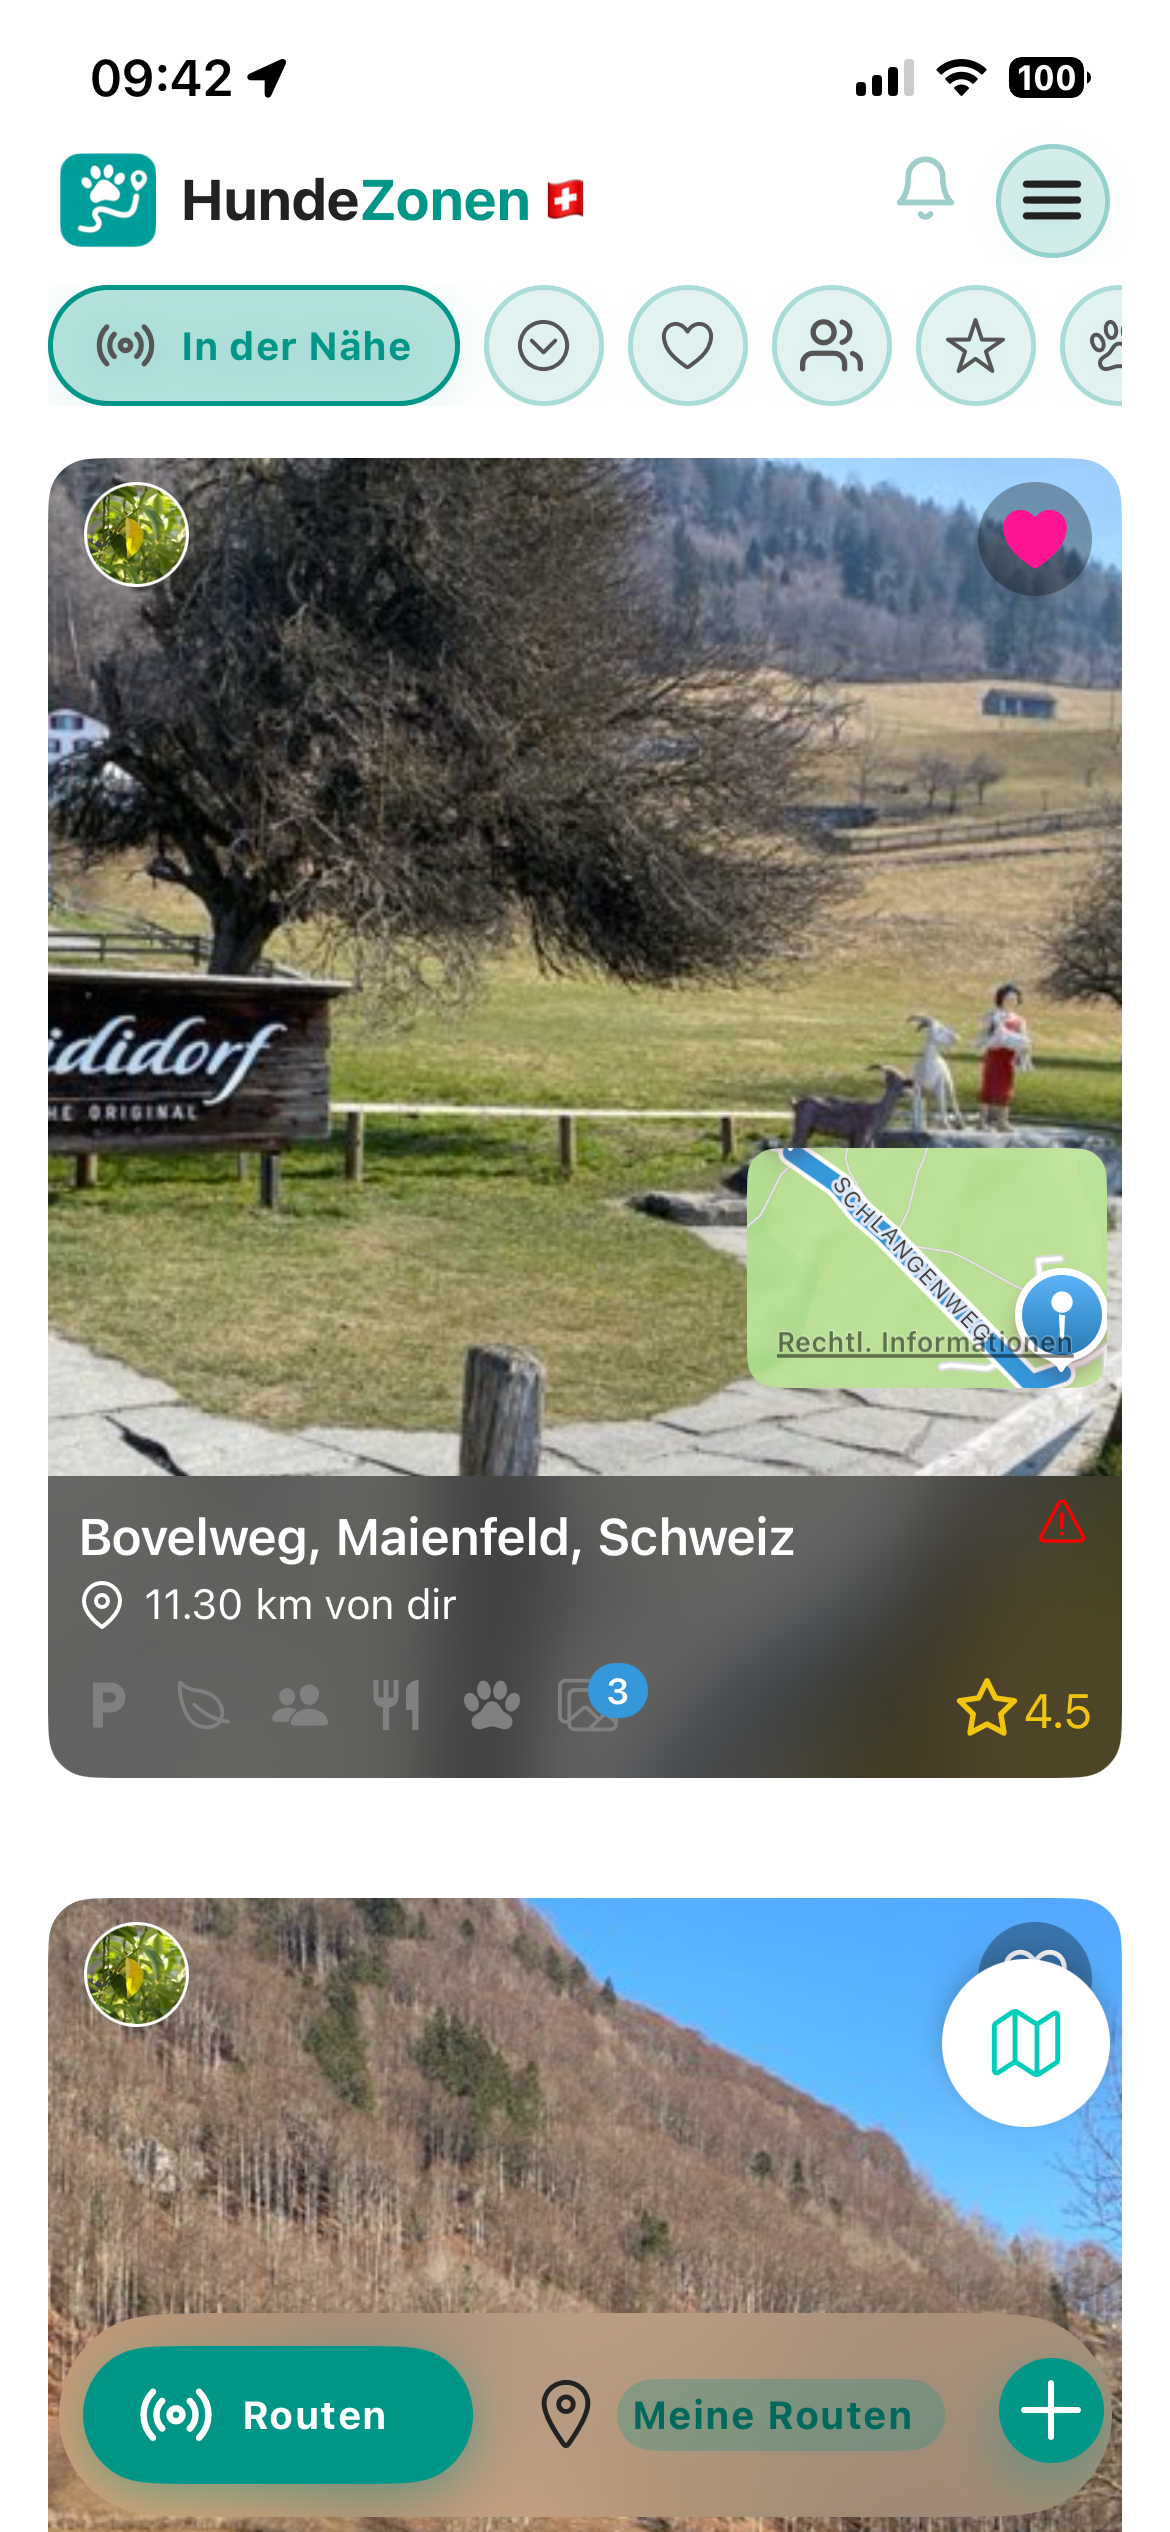 09:42
100
HundeZonen
In der Nähe
ididorf
HE ORIGINAL
SCHLANGENWEG
Rechtl. Informationen
Bovelweg, Maienfeld, Schweiz
11.30 km von dir
P
3
4.5
Routen
Meine Routen